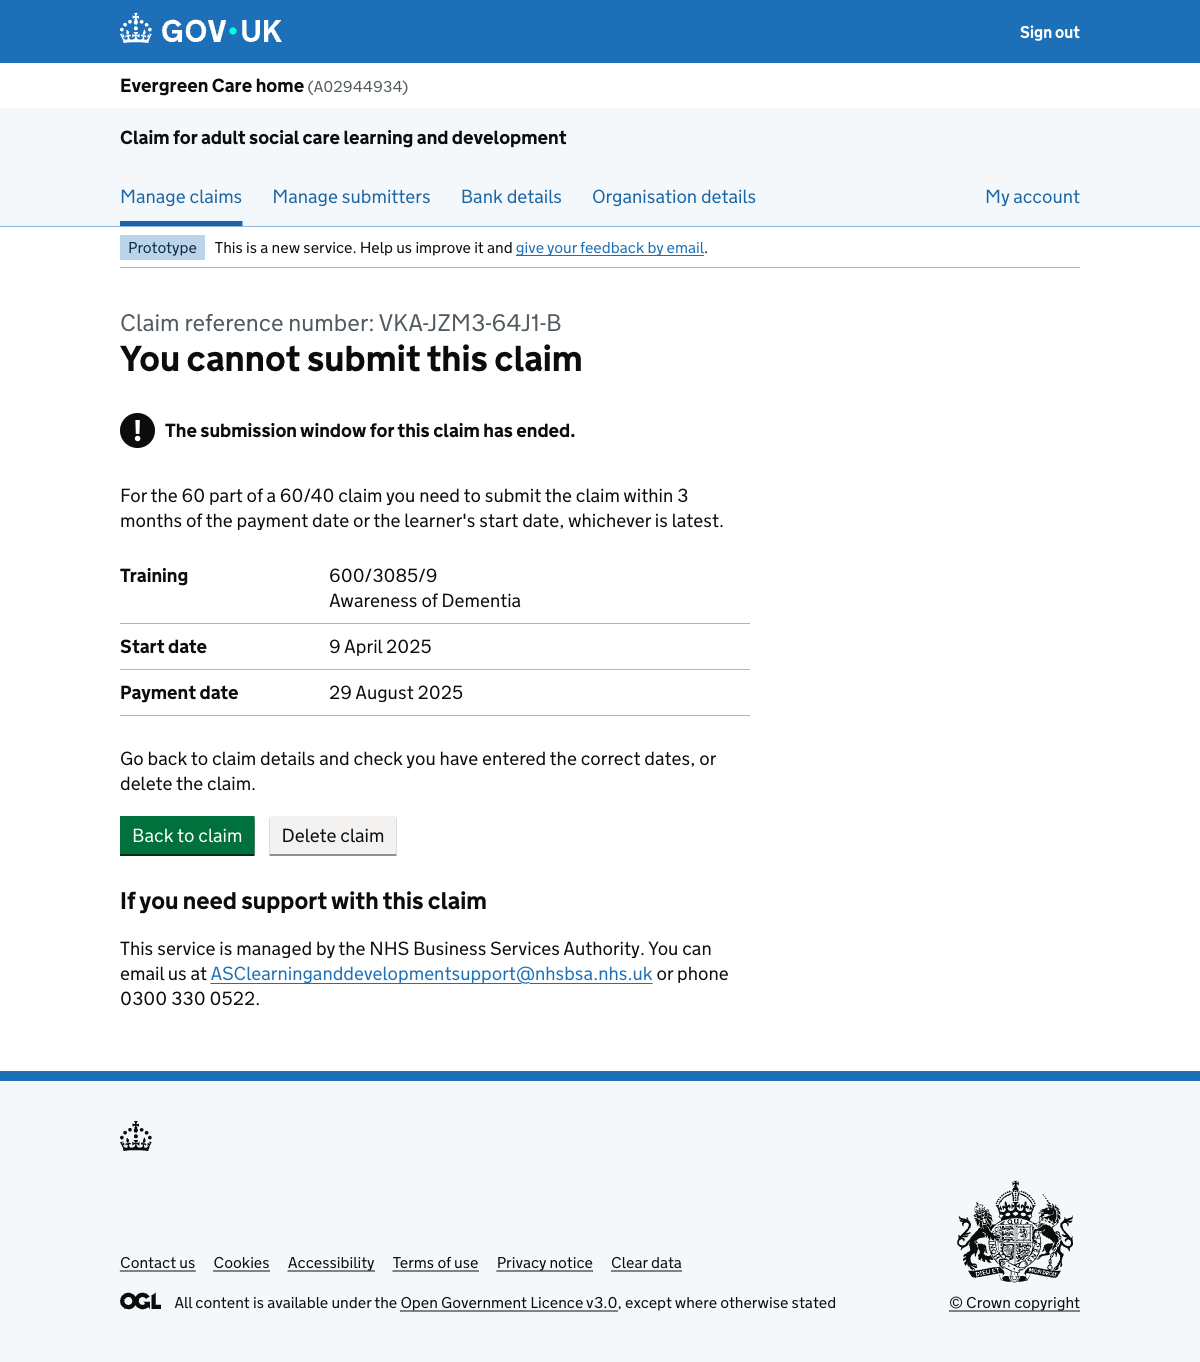 GOV·UK
Sign out
Evergreen Care home (A02944934)
Claim for adult social care learning and development
Manage claims
Manage submitters
Bank details
Organisation details
My account
Prototype
This is a new service. Help us improve it and give your feedback by email.
Claim reference number: VKA-JZM3-64J1-B
You cannot submit this claim
! The submission window for this claim has ended.
For the 60 part of a 60/40 claim you need to submit the claim within 3
months of the payment date or the learner's start date, whichever is latest.
Training
600/3085/9
Awareness of Dementia
Start date
9 April 2025
Payment date
29 August 2025
Go back to claim details and check you have entered the correct dates, or
delete the claim.
Back to claim
Delete claim
If you need support with this claim
This service is managed by the NHS Business Services Authority. You can
email us at ASClearninganddevelopmentsupport@nhsbsa.nhs.uk or phone
0300 330 0522.
Contact us
Cookies
Accessibility
Terms of use
Privacy notice
Clear data
OGL
All content is available under the Open Government Licence v3.0, except where otherwise stated
© Crown copyright